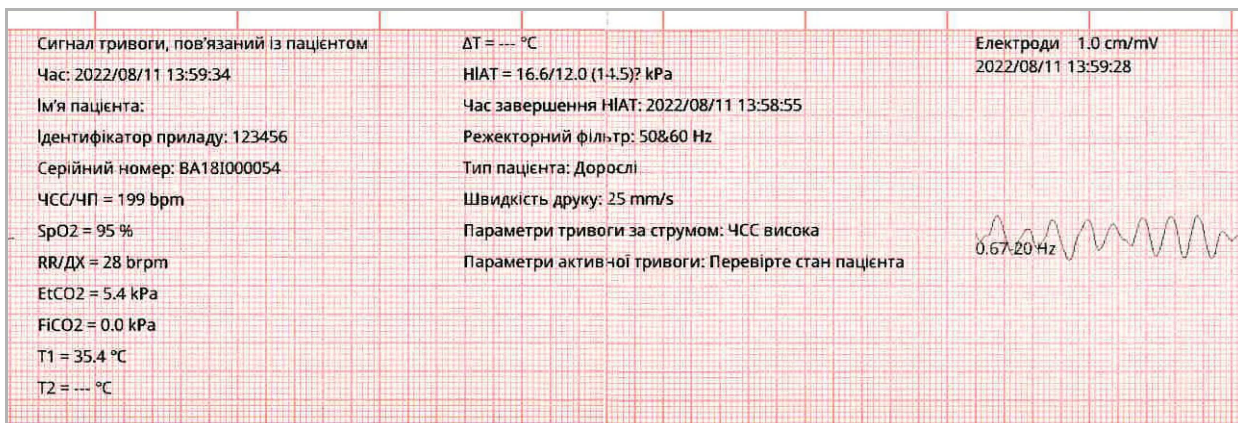 Сигнал тривоги, пов'язаний із пацієнтом
Час: 2022/08/11 13:59:34
Ім'я пацієнта:
Ідентифікатор приладу: 123456
Серійний номер: BA18I000054
ЧСС/ЧП = 199 bpm
SpO2 = 95 %
RR/ДХ = 28 brpm
EtCO2 = 5.4 kPa
FiCO2 = 0.0 kPa
T1 = 35.4 °C
T2 = --- °C
ΔT = --- °C
НІАТ = 16.6/12.0 (14.5)? kPa
Час завершення НІАТ: 2022/08/11 13:58:55
Режекторний фільтр: 50&60 Hz
Тип пацієнта: Дорослі
Швидкість друку: 25 mm/s
Параметри тривоги за струмом: ЧСС висока
Параметри активної тривоги: Перевірте стан пацієнта
Електроди 1.0 cm/mV
2022/08/11 13:59:28
0.67-20 Hz